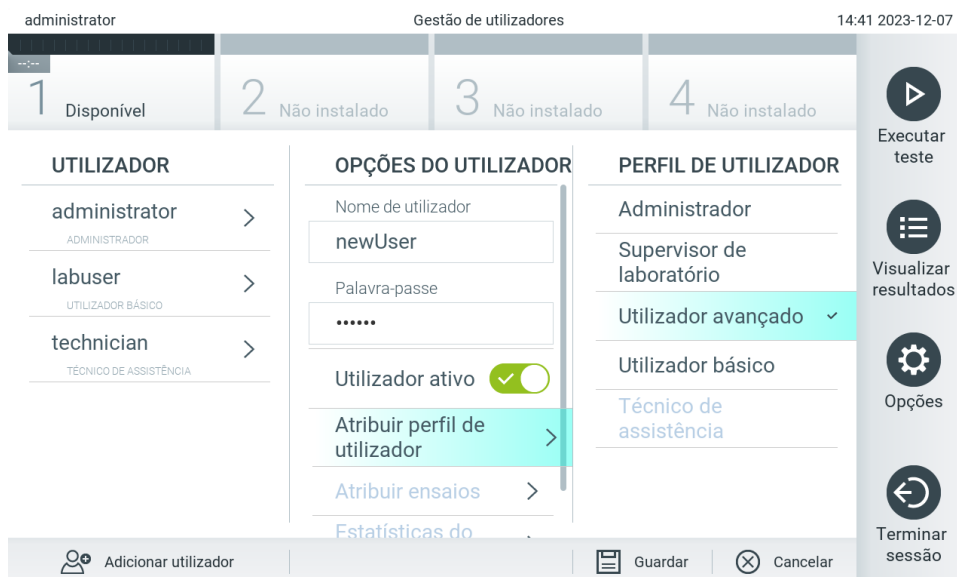 administrator
Gestão de utilizadores
14:41 2023-12-07
--:--
1 Disponível
2 Não instalado
3 Não instalado
4 Não instalado
UTILIZADOR
administrator
ADMINISTRADOR
labuser
UTILIZADOR BÁSICO
technician
TÉCNICO DE ASSISTÊNCIA
OPÇÕES DO UTILIZADOR
Nome de utilizador
newUser
Palavra-passe
••••••
Utilizador ativo
Atribuir perfil de
utilizador
Atribuir ensaios
Estatísticas do
PERFIL DE UTILIZADOR
Administrador
Supervisor de
laboratório
Utilizador avançado
Utilizador básico
Técnico de
assistência
Executar
teste
Visualizar
resultados
Opções
Terminar
sessão
Adicionar utilizador
Guardar
Cancelar